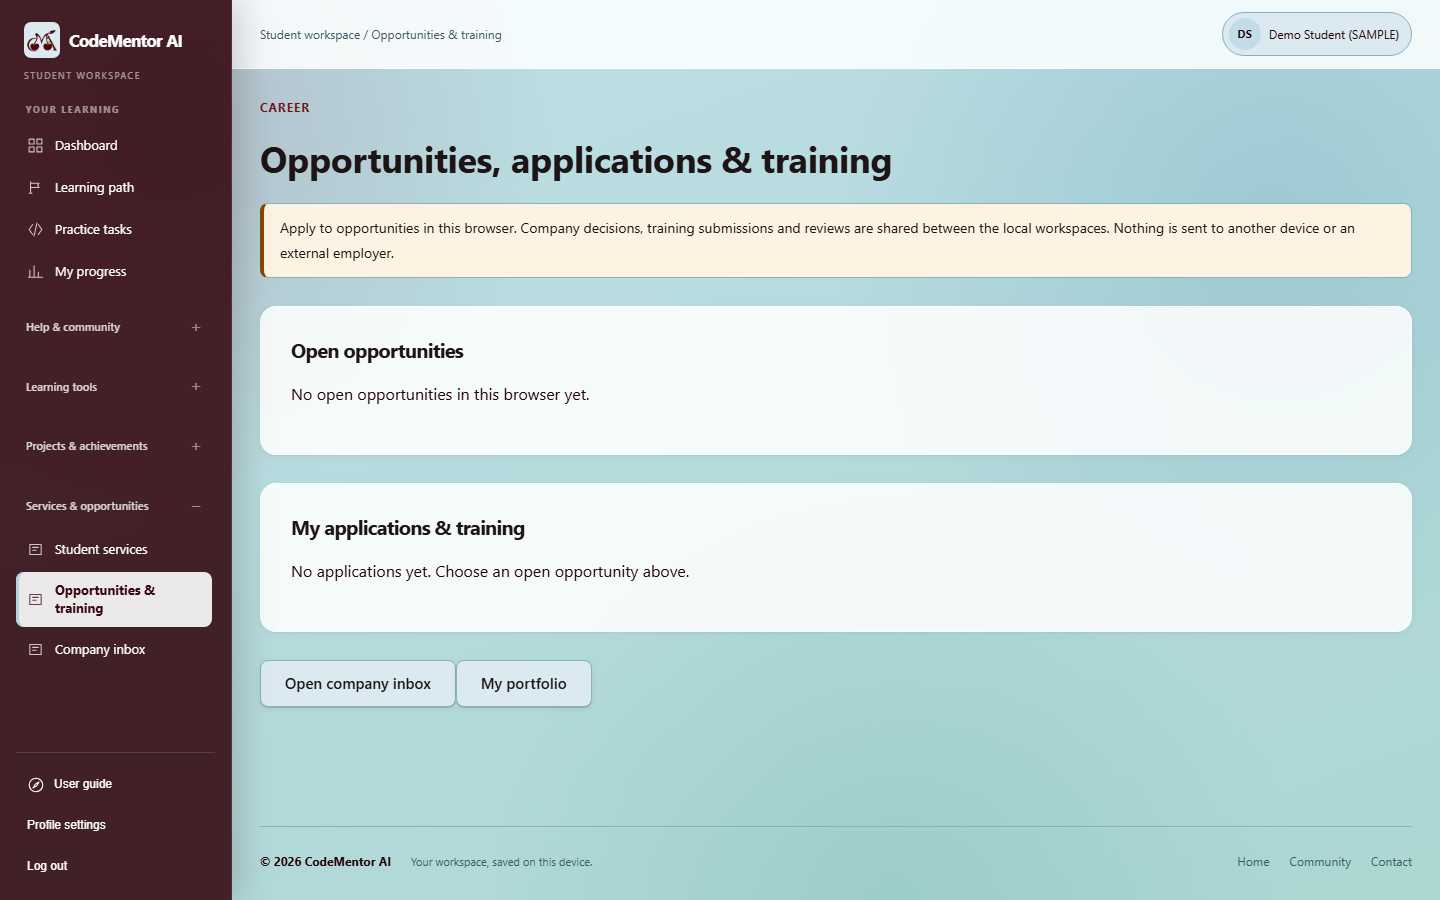 CodeMentor AI
STUDENT WORKSPACE
YOUR LEARNING
Dashboard
Learning path
Practice tasks
My progress
Help & community +
Learning tools +
Projects & achievements +
Services & opportunities −
Student services
Opportunities &
training
Company inbox
User guide
Profile settings
Log out
Student workspace / Opportunities & training
DS Demo Student (SAMPLE)
CAREER
Opportunities, applications & training
Apply to opportunities in this browser. Company decisions, training submissions and reviews are shared between the local workspaces. Nothing is sent to another device or an
external employer.
Open opportunities
No open opportunities in this browser yet.
My applications & training
No applications yet. Choose an open opportunity above.
Open company inbox My portfolio
© 2026 CodeMentor AI Your workspace, saved on this device. Home Community Contact